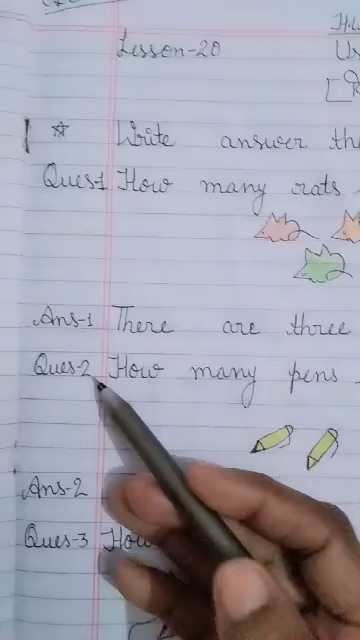 Lesson-20
☆ Write answer the
Ques-1 How many rats
Ans-1 There are three
Ques-2 How many pens
Ans-2
Ques-3 How